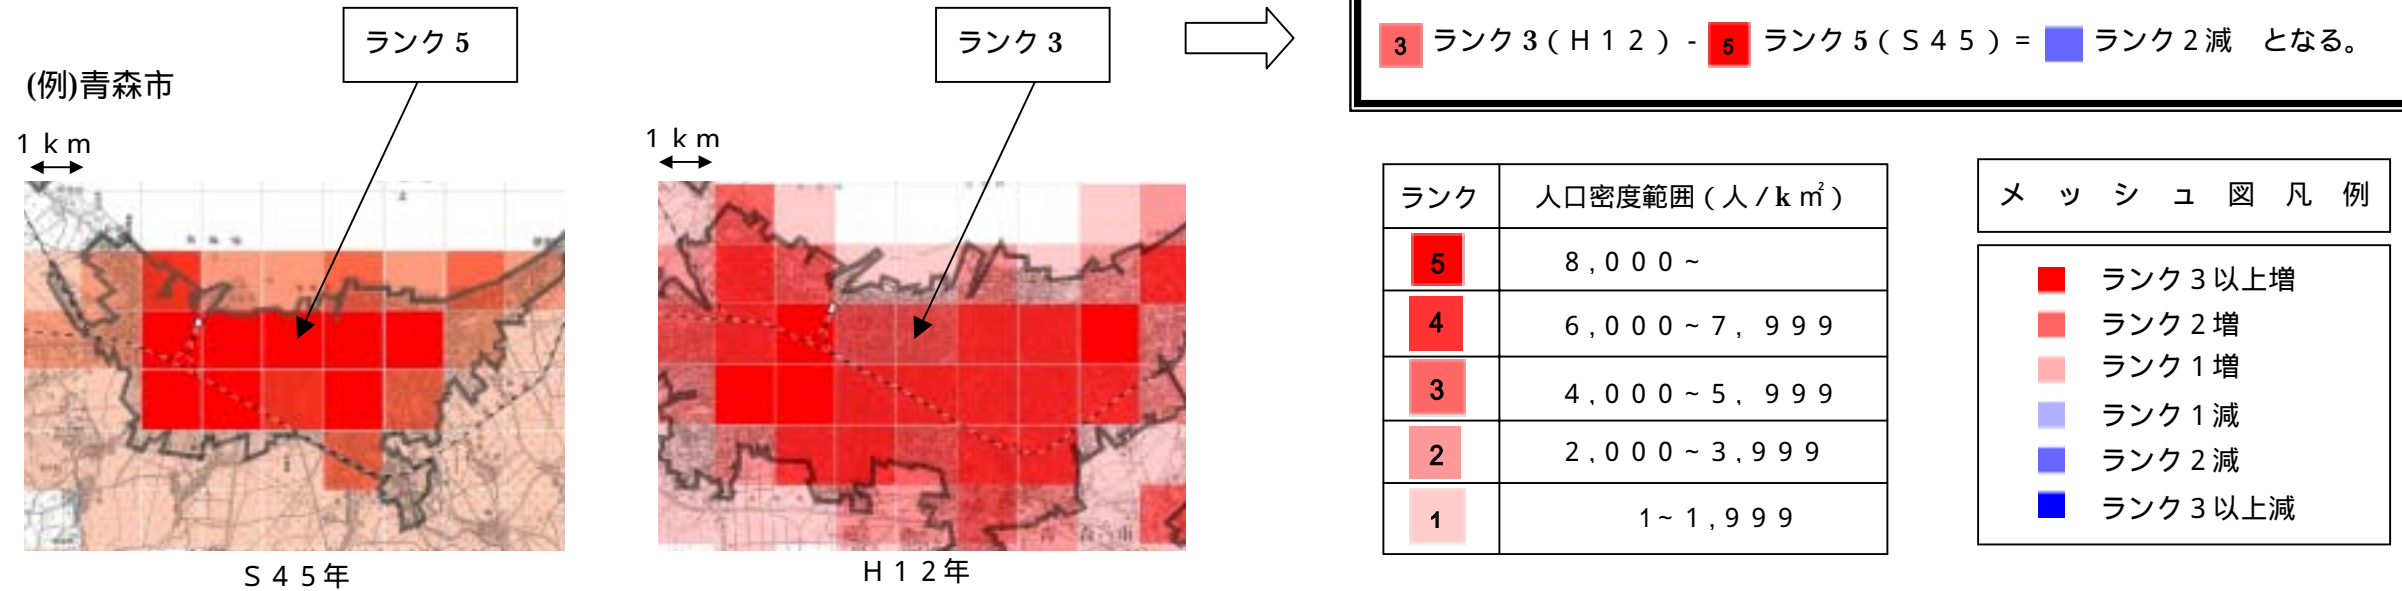 (例)青森市
ランク5
ランク3
3 ランク3(H12)-5 ランク5(S45)= ランク2減 となる。
1km
1km
S45年
H12年
ランク 人口密度範囲(人/k㎡)
5 8,000~
4 6,000~7,999
3 4,000~5,999
2 2,000~3,999
1 1~1,999
メッシュ図凡例
ランク3以上増
ランク2増
ランク1増
ランク1減
ランク2減
ランク3以上減